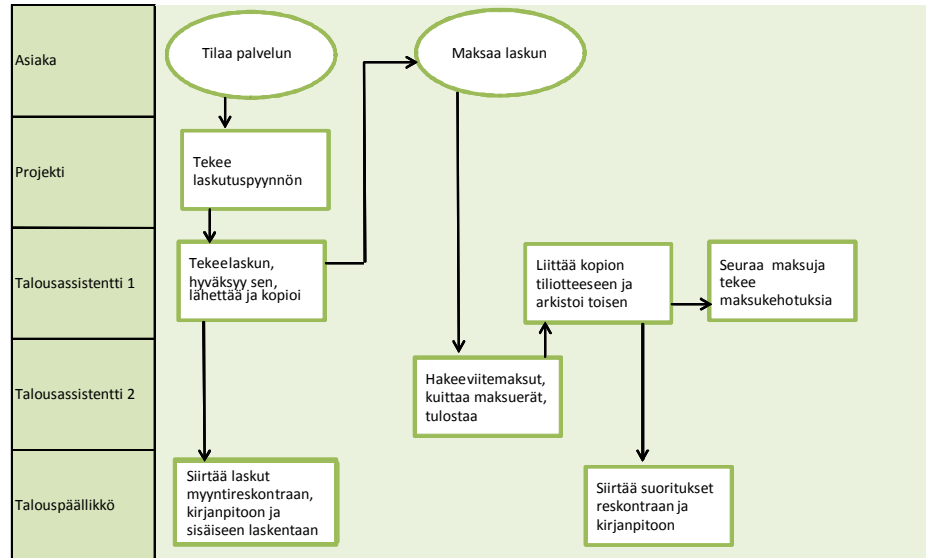 Asiaka
Tilaa palvelun
Maksaa laskun
Projekti
Tekee
laskutuspyynnön
Talousassistentti 1
Tekeelaskun,
hyväksyy sen,
lähettää ja kopioi
Liittää kopion
tiliotteeseen ja
arkistoi toisen
Seuraa maksuja
tekee
maksukehotuksia
Talousassistentti 2
Hakeeviitemaksut,
kuittaa maksuerät,
tulostaa
Talouspäällikkö
Siirtää laskut
myyntireskontraan,
kirjanpitoon ja
sisäiseen laskentaan
Siirtää suoritukset
reskontraan ja
kirjanpitoon